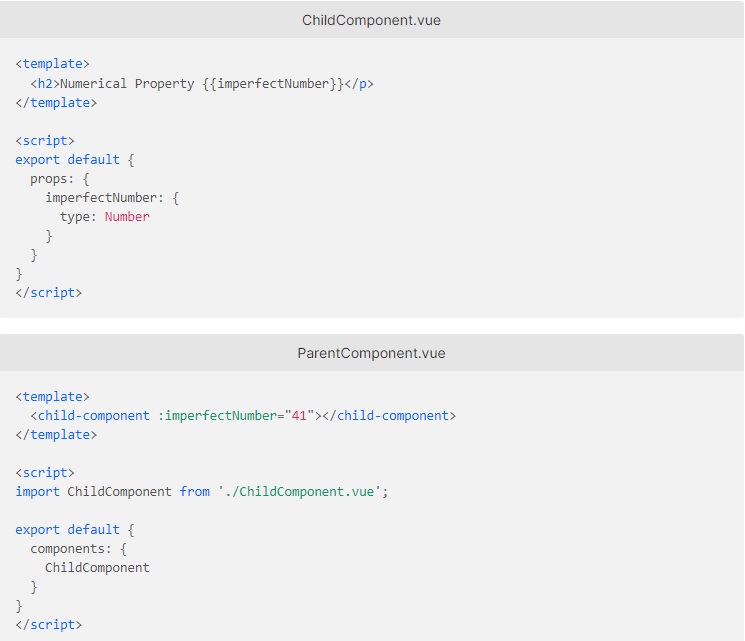 ChildComponent.vue
<template>
  <h2>Numerical Property {{imperfectNumber}}</p>
</template>

<script>
export default {
  props: {
    imperfectNumber: {
      type: Number
    }
  }
}
</script>

ParentComponent.vue
<template>
  <child-component :imperfectNumber="41"></child-component>
</template>

<script>
import ChildComponent from './ChildComponent.vue';

export default {
  components: {
    ChildComponent
  }
}
</script>